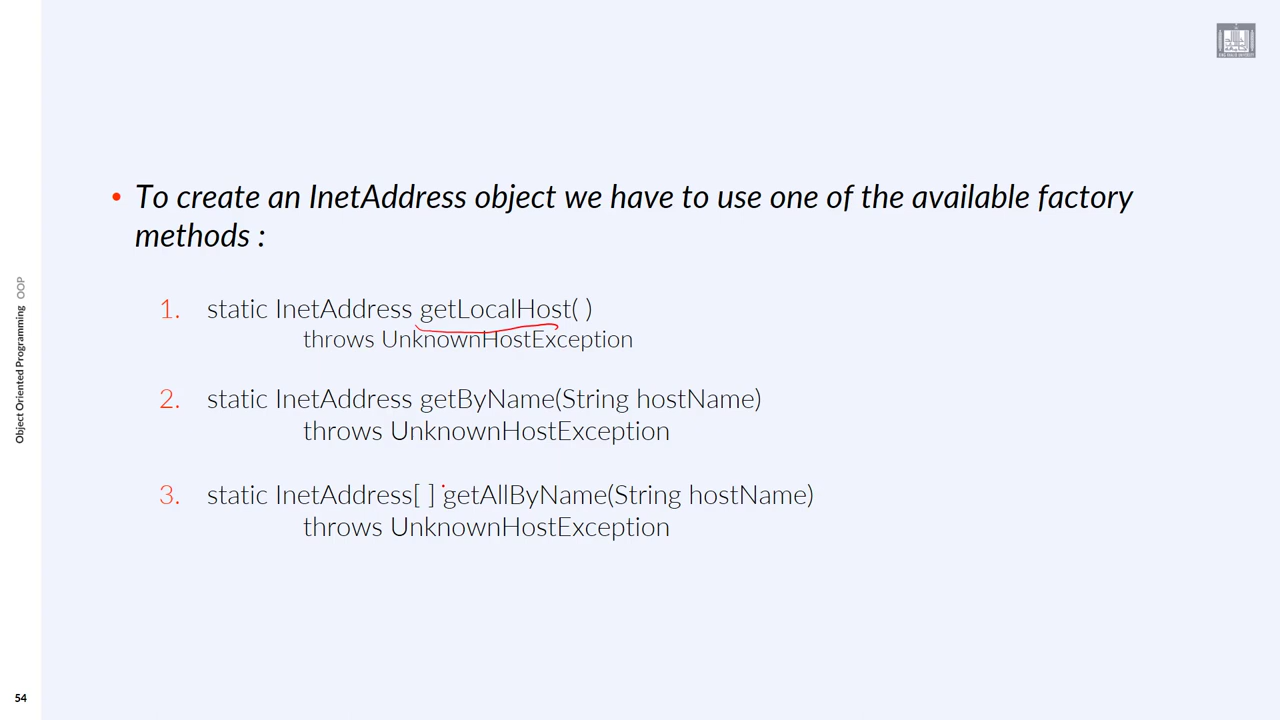 • To create an InetAddress object we have to use one of the available factory
methods :
1. static InetAddress getLocalHost( )
throws UnknownHostException
2. static InetAddress getByName(String hostName)
throws UnknownHostException
3. static InetAddress[ ] getAllByName(String hostName)
throws UnknownHostException
Object Oriented Programming OOP
54